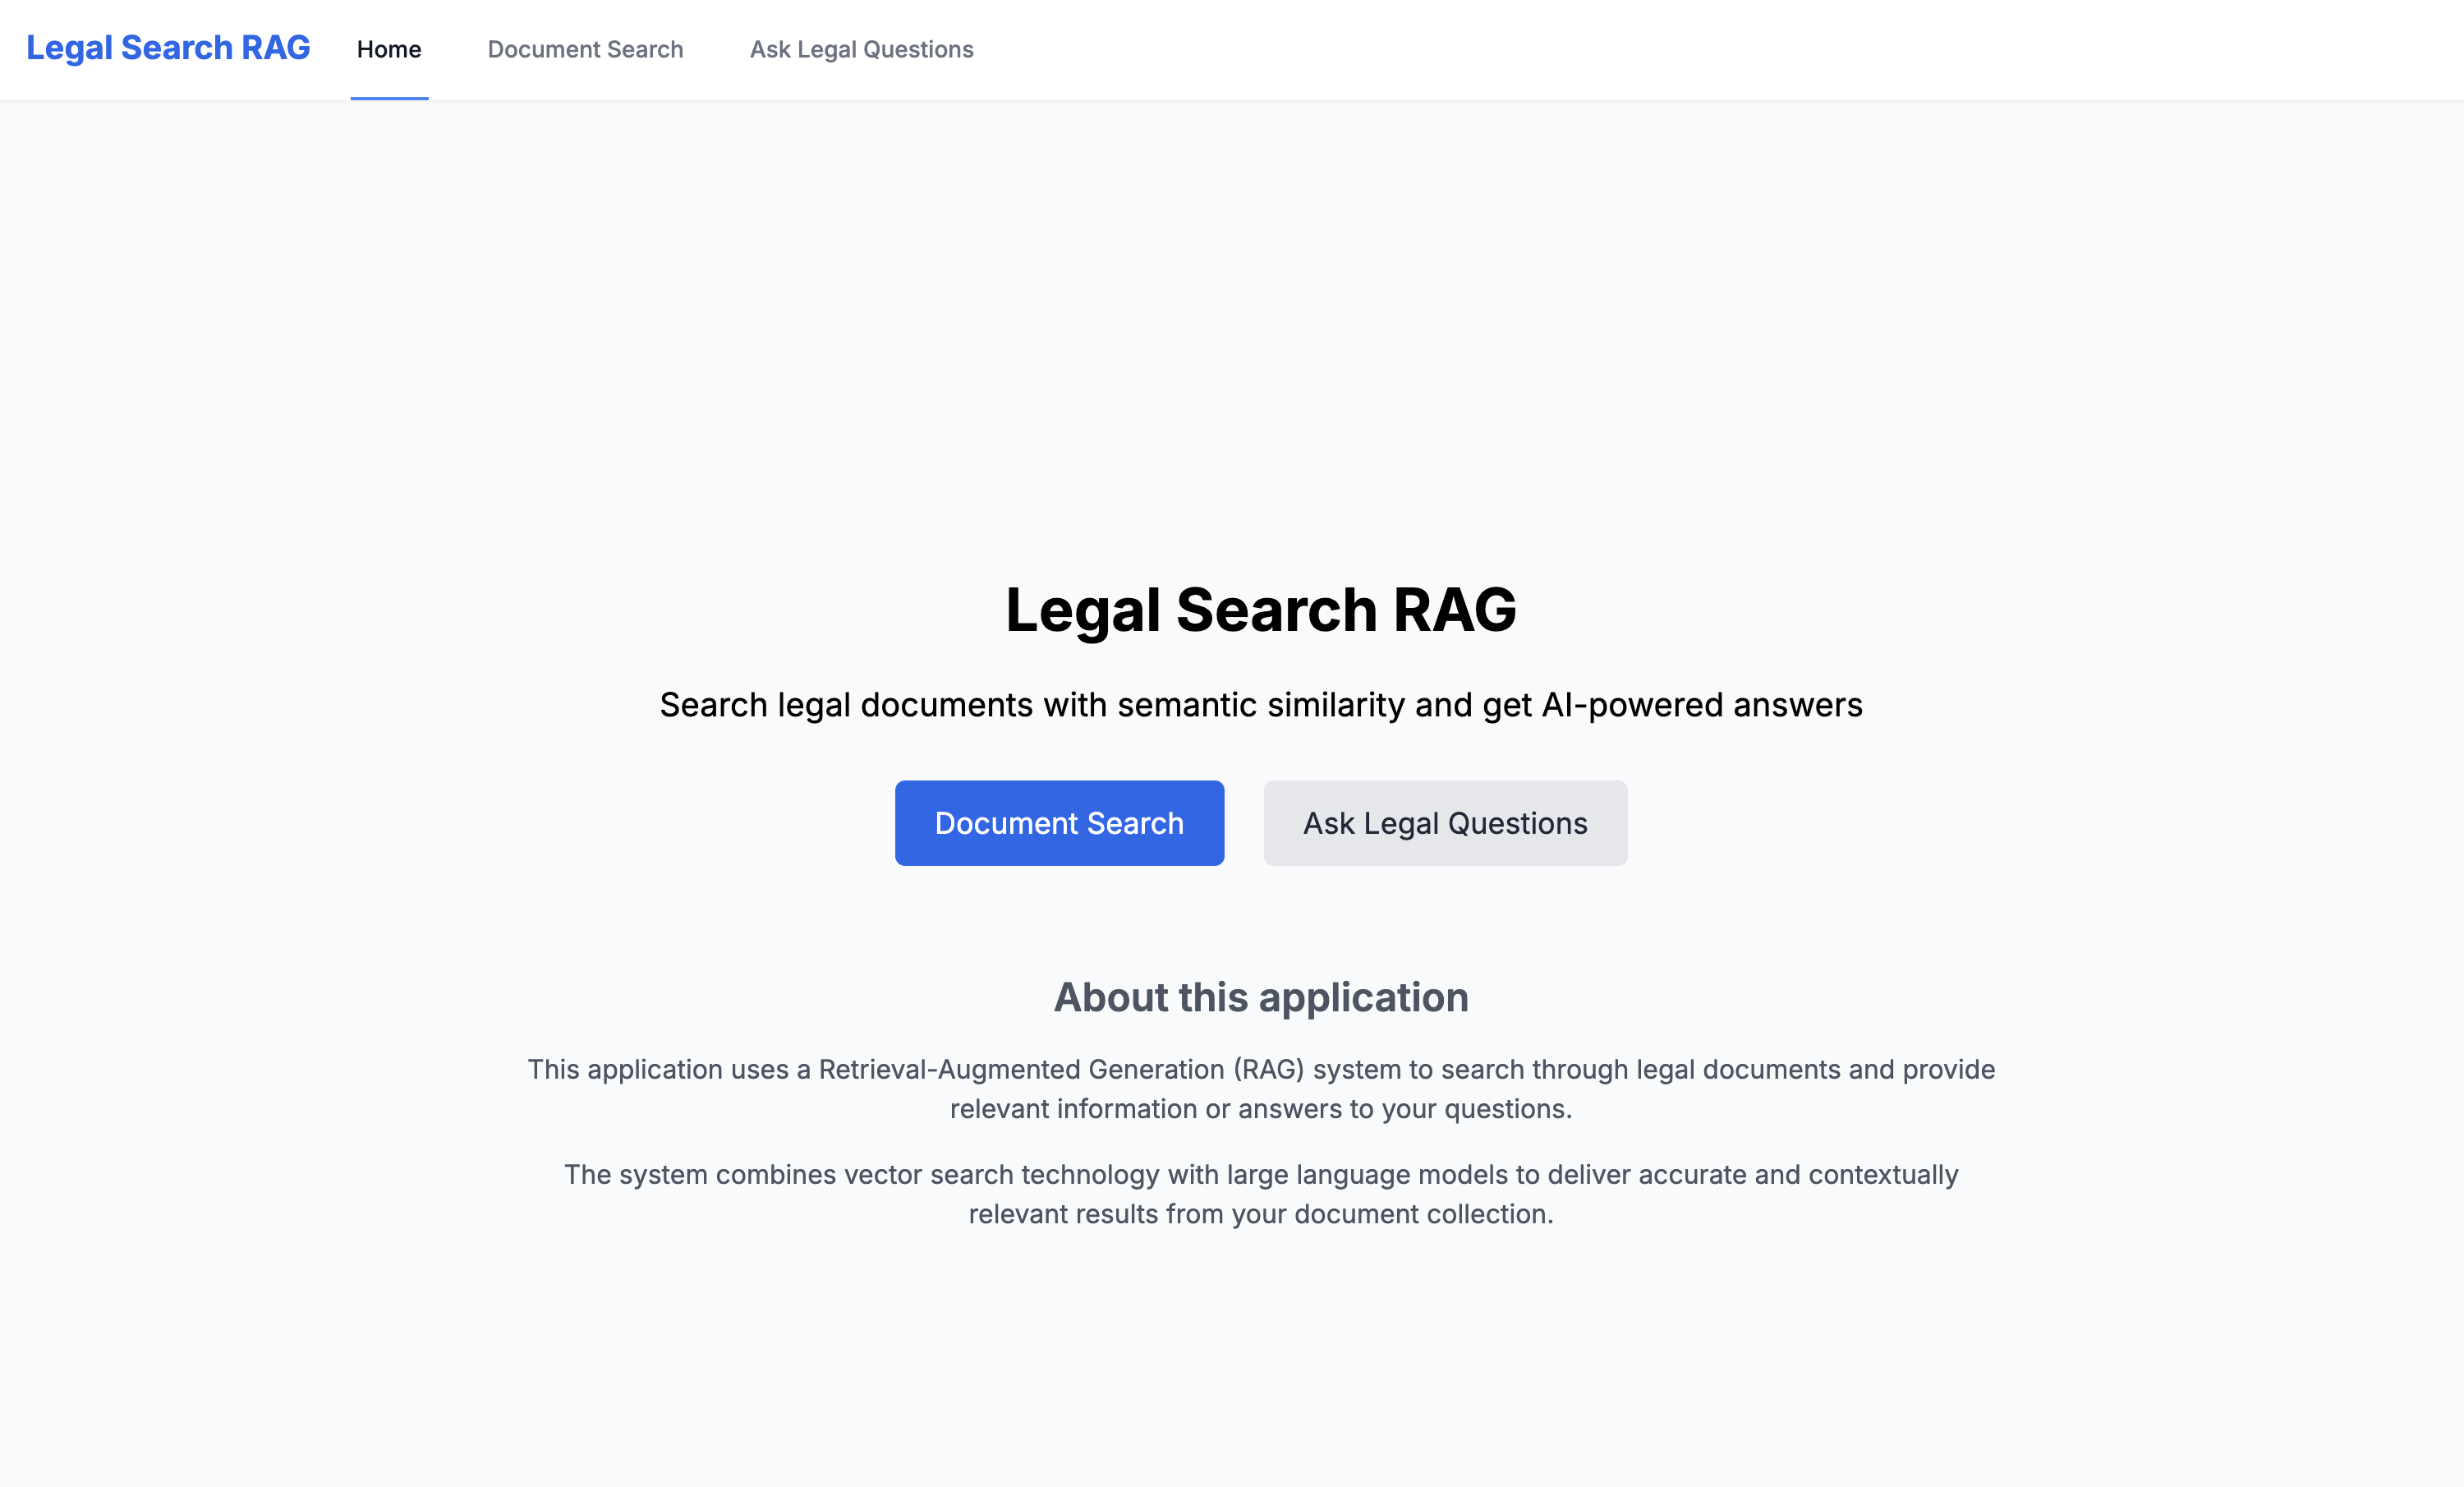 Legal Search RAG
Home
Document Search
Ask Legal Questions
Legal Search RAG
Search legal documents with semantic similarity and get AI-powered answers
Document Search
Ask Legal Questions
About this application
This application uses a Retrieval-Augmented Generation (RAG) system to search through legal documents and provide
relevant information or answers to your questions.
The system combines vector search technology with large language models to deliver accurate and contextually
relevant results from your document collection.